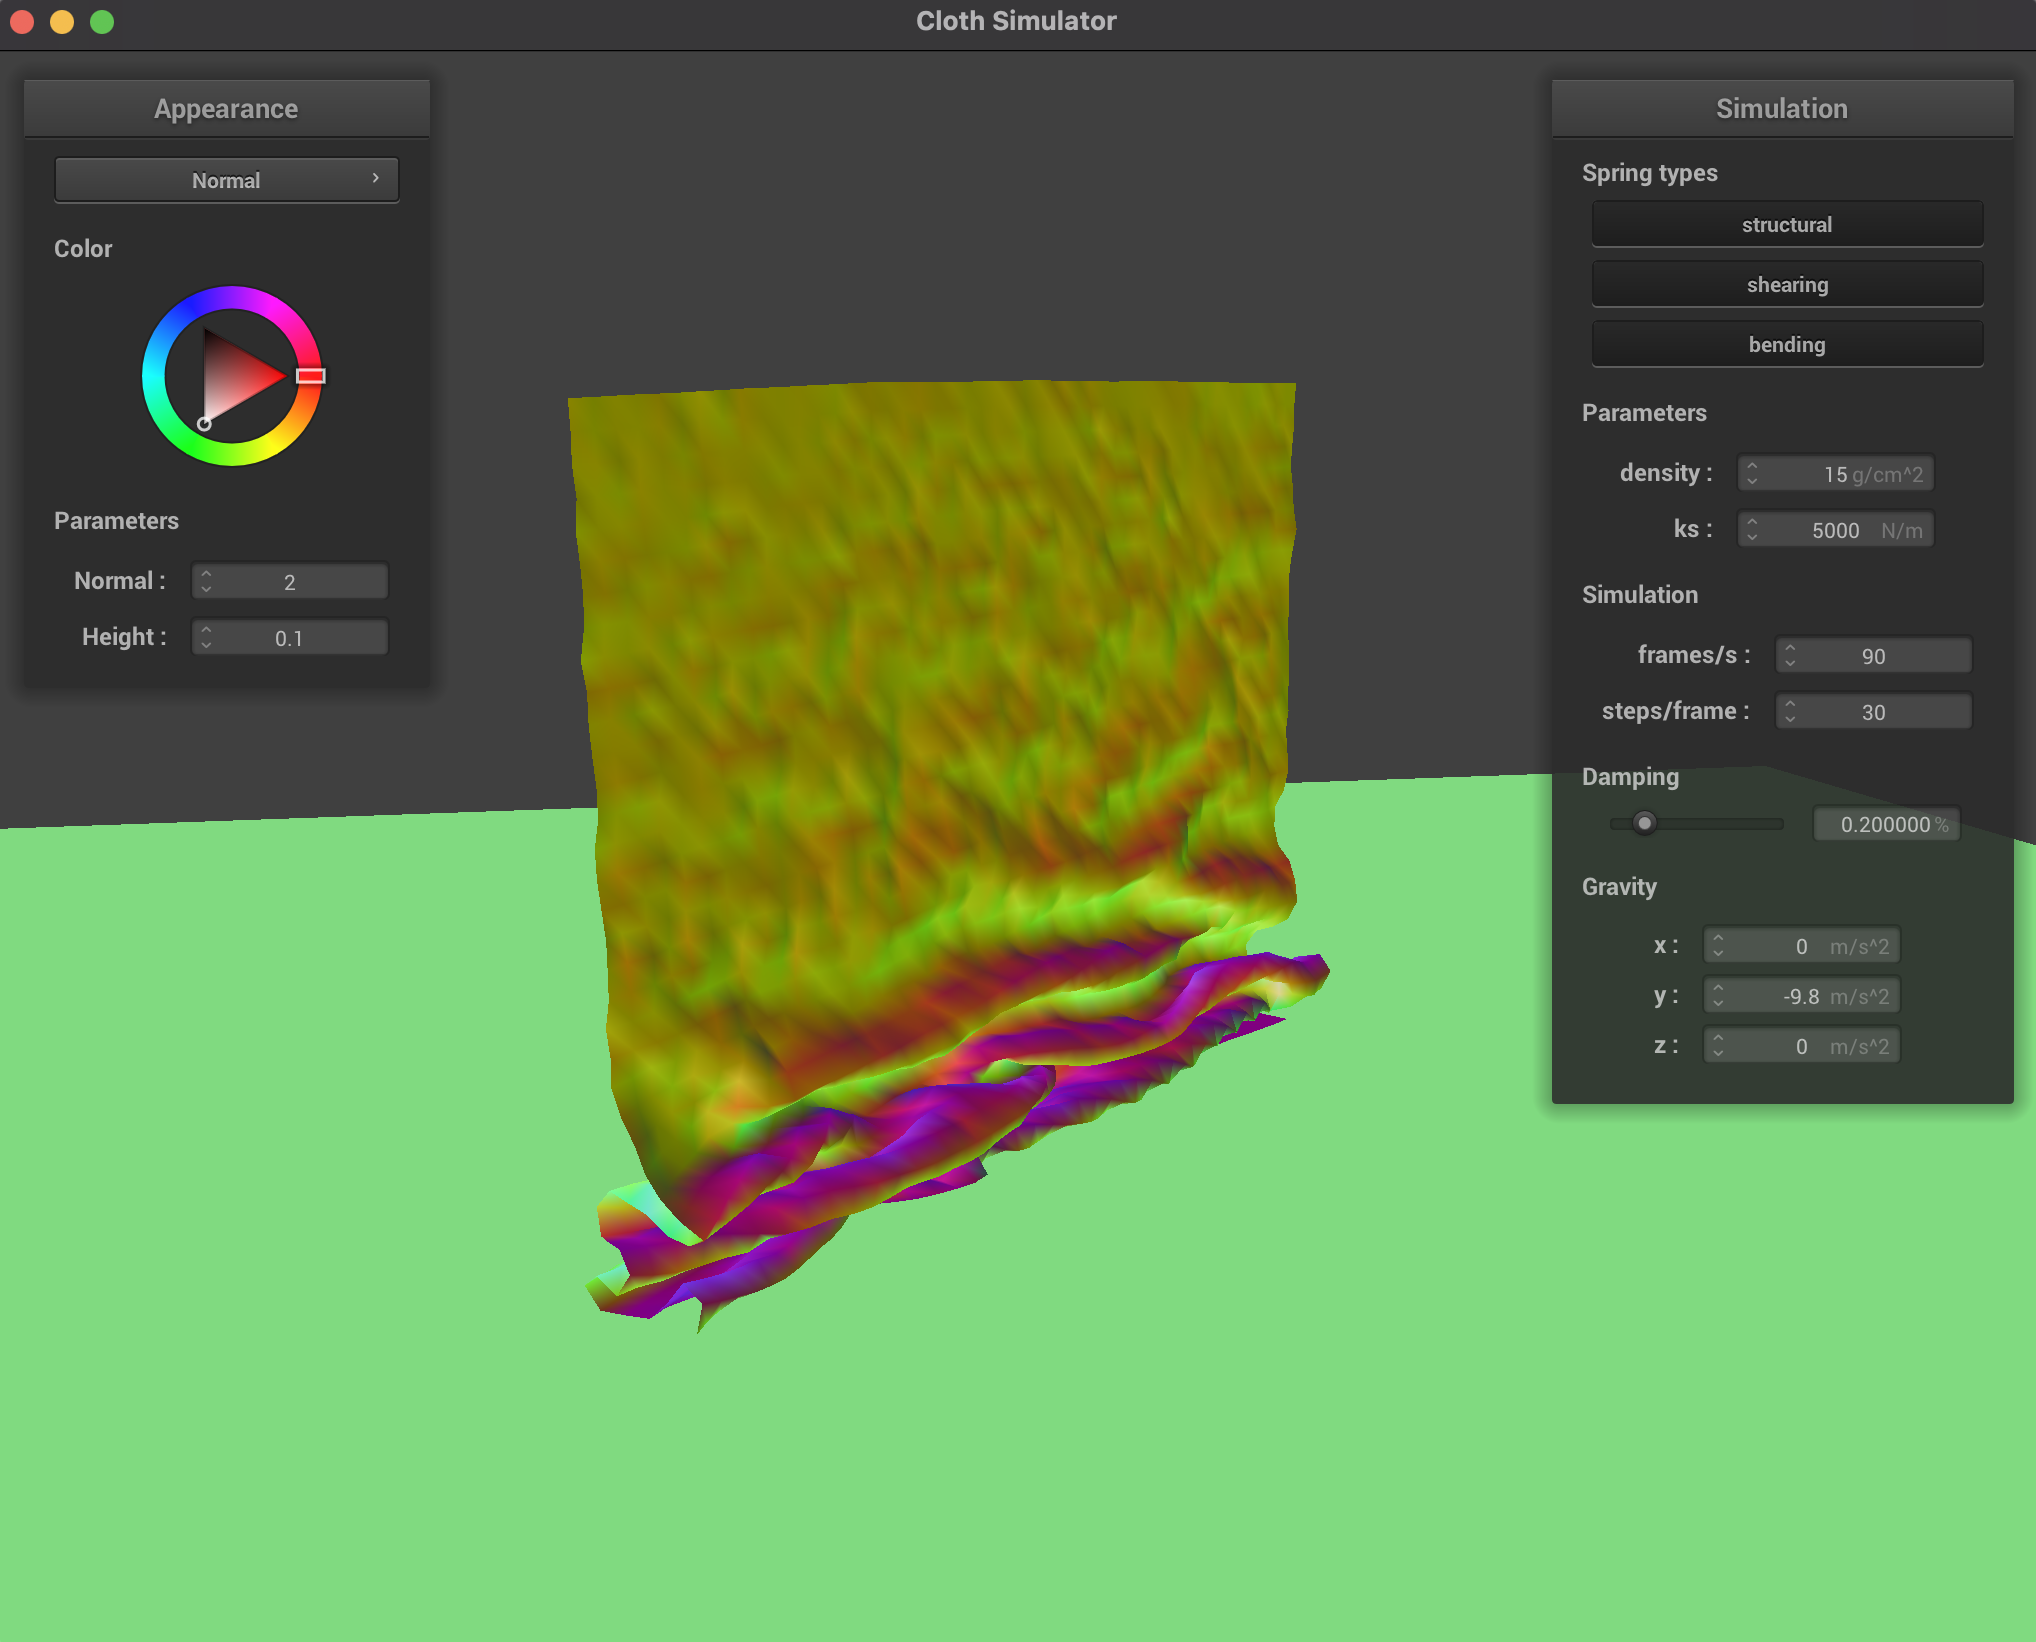 Cloth Simulator
Appearance
Normal
Color
Parameters
Normal : 2
Height : 0.1
Simulation
Spring types
structural
shearing
bending
Parameters
density : 15 g/cm^2
ks : 5000 N/m
Simulation
frames/s : 90
steps/frame : 30
Damping
0.200000 %
Gravity
x : 0 m/s^2
y : -9.8 m/s^2
z : 0 m/s^2